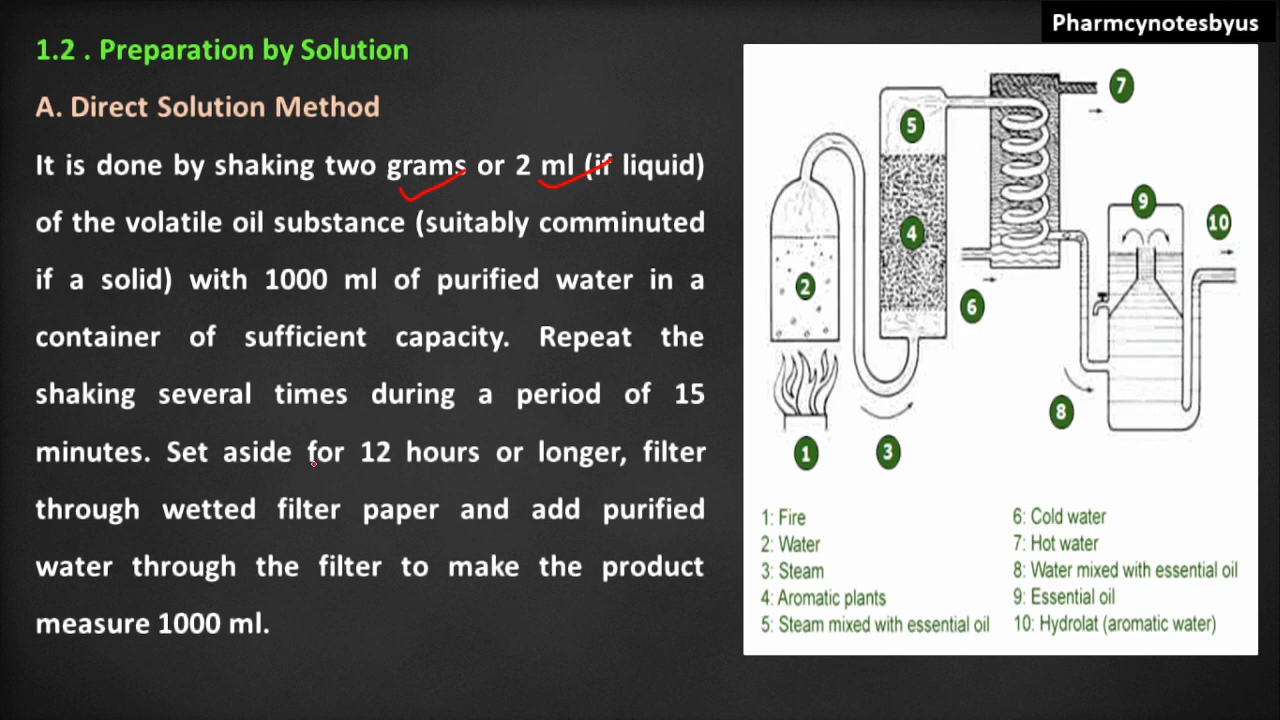 Pharmcynotesbyus
1.2 . Preparation by Solution
A. Direct Solution Method
It is done by shaking two grams or 2 ml (if liquid)
of the volatile oil substance (suitably comminuted
if a solid) with 1000 ml of purified water in a
container of sufficient capacity. Repeat the
shaking several times during a period of 15
minutes. Set aside for 12 hours or longer, filter
through wetted filter paper and add purified
water through the filter to make the product
measure 1000 ml.
7
5
9
10
4
2
6
8
1
3
1: Fire
2: Water
3: Steam
4: Aromatic plants
5: Steam mixed with essential oil
6: Cold water
7: Hot water
8: Water mixed with essential oil
9: Essential oil
10: Hydrolat (aromatic water)